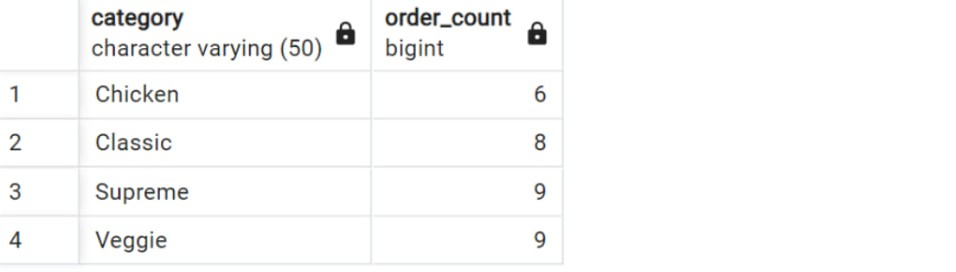 category order_count
character varying (50) bigint
1 Chicken 6
2 Classic 8
3 Supreme 9
4 Veggie 9